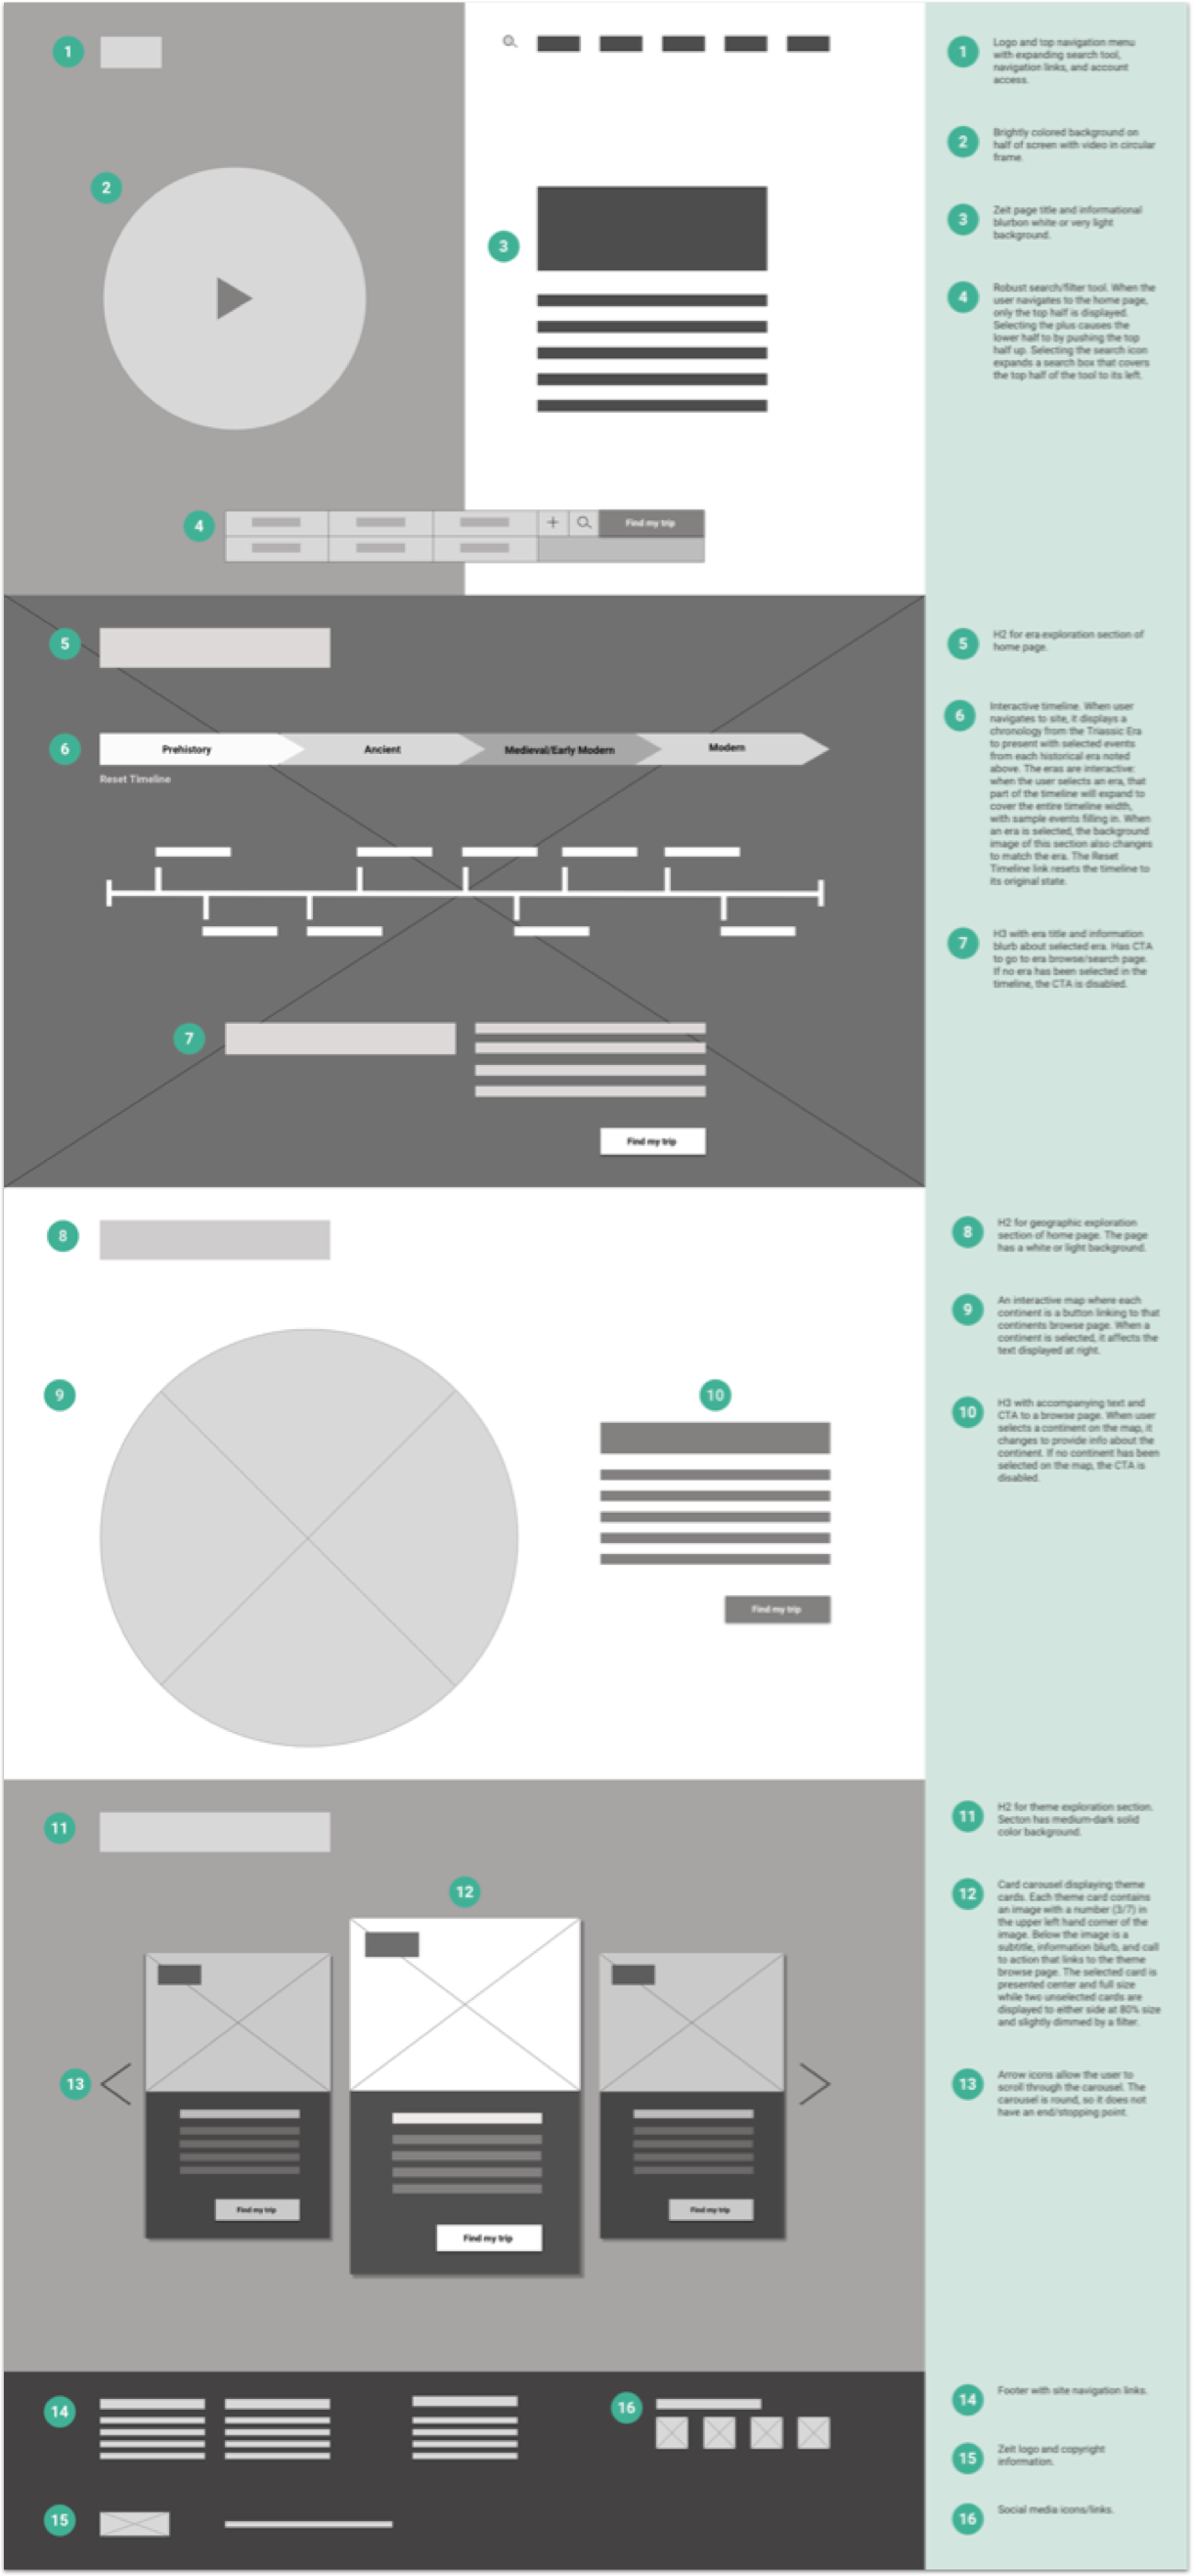 1
1
Logo and top navigation menu
with expanding search tool,
navigation links, and account
access.
2
2
Brightly colored background on
half of screen with video in circular
frame.
3
3
Zeit page title and informational
blurbon white or very light
background.
4
Robust search/filter tool. When the
user navigates to the home page,
only the top half is displayed.
Selecting the plus causes the
lower half to by pushing the top
half up. Selecting the search icon
expands a search box that covers
the top half of the tool to its left.
4
+
Find my trip
5
5
H2 for era exploration section of
home page.
6
Prehistory
Ancient
Medieval/Early Modern
Modern
Reset Timeline
6
Interactive timeline. When user
navigates to site, it displays a
chronology from the Triassic Era
to present with selected events
from each historical era noted
above. The eras are interactive:
when the user selects an era, that
part of the timeline will expand to
cover the entire timeline width,
with sample events filling in. When
an era is selected, the background
image of this section also changes
to match the era. The Reset
Timeline link resets the timeline to
its original state.
7
7
H3 with era title and information
blurb about selected era. Has CTA
to go to era browse/search page.
If no era has been selected in the
timeline, the CTA is disabled.
Find my trip
8
8
H2 for geographic exploration
section of home page. The page
has a white or light background.
9
9
An interactive map where each
continent is a button linking to that
continents browse page. When a
continent is selected, it affects the
text displayed at right.
10
10
H3 with accompanying text and
CTA to a browse page. When user
selects a continent on the map, it
changes to provide info about the
continent. If no continent has been
selected on the map, the CTA is
disabled.
Find my trip
11
11
H2 for theme exploration section.
Secton has medium-dark solid
color background.
12
12
Card carousel displaying theme
cards. Each theme card contains
an image with a number (3/7) in
the upper left hand corner of the
image. Below the image is a
subtitle, information blurb, and call
to action that links to the theme
browse page. The selected card is
presented center and full size
while two unselected cards are
displayed to either side at 80% size
and slightly dimmed by a filter.
13
13
Arrow icons allow the user to
scroll through the carousel. The
carousel is round, so it does not
have an end/stopping point.
Find my trip
Find my trip
Find my trip
14
16
14
Footer with site navigation links.
15
Zeit logo and copyright
information.
15
16
Social media icons/links.